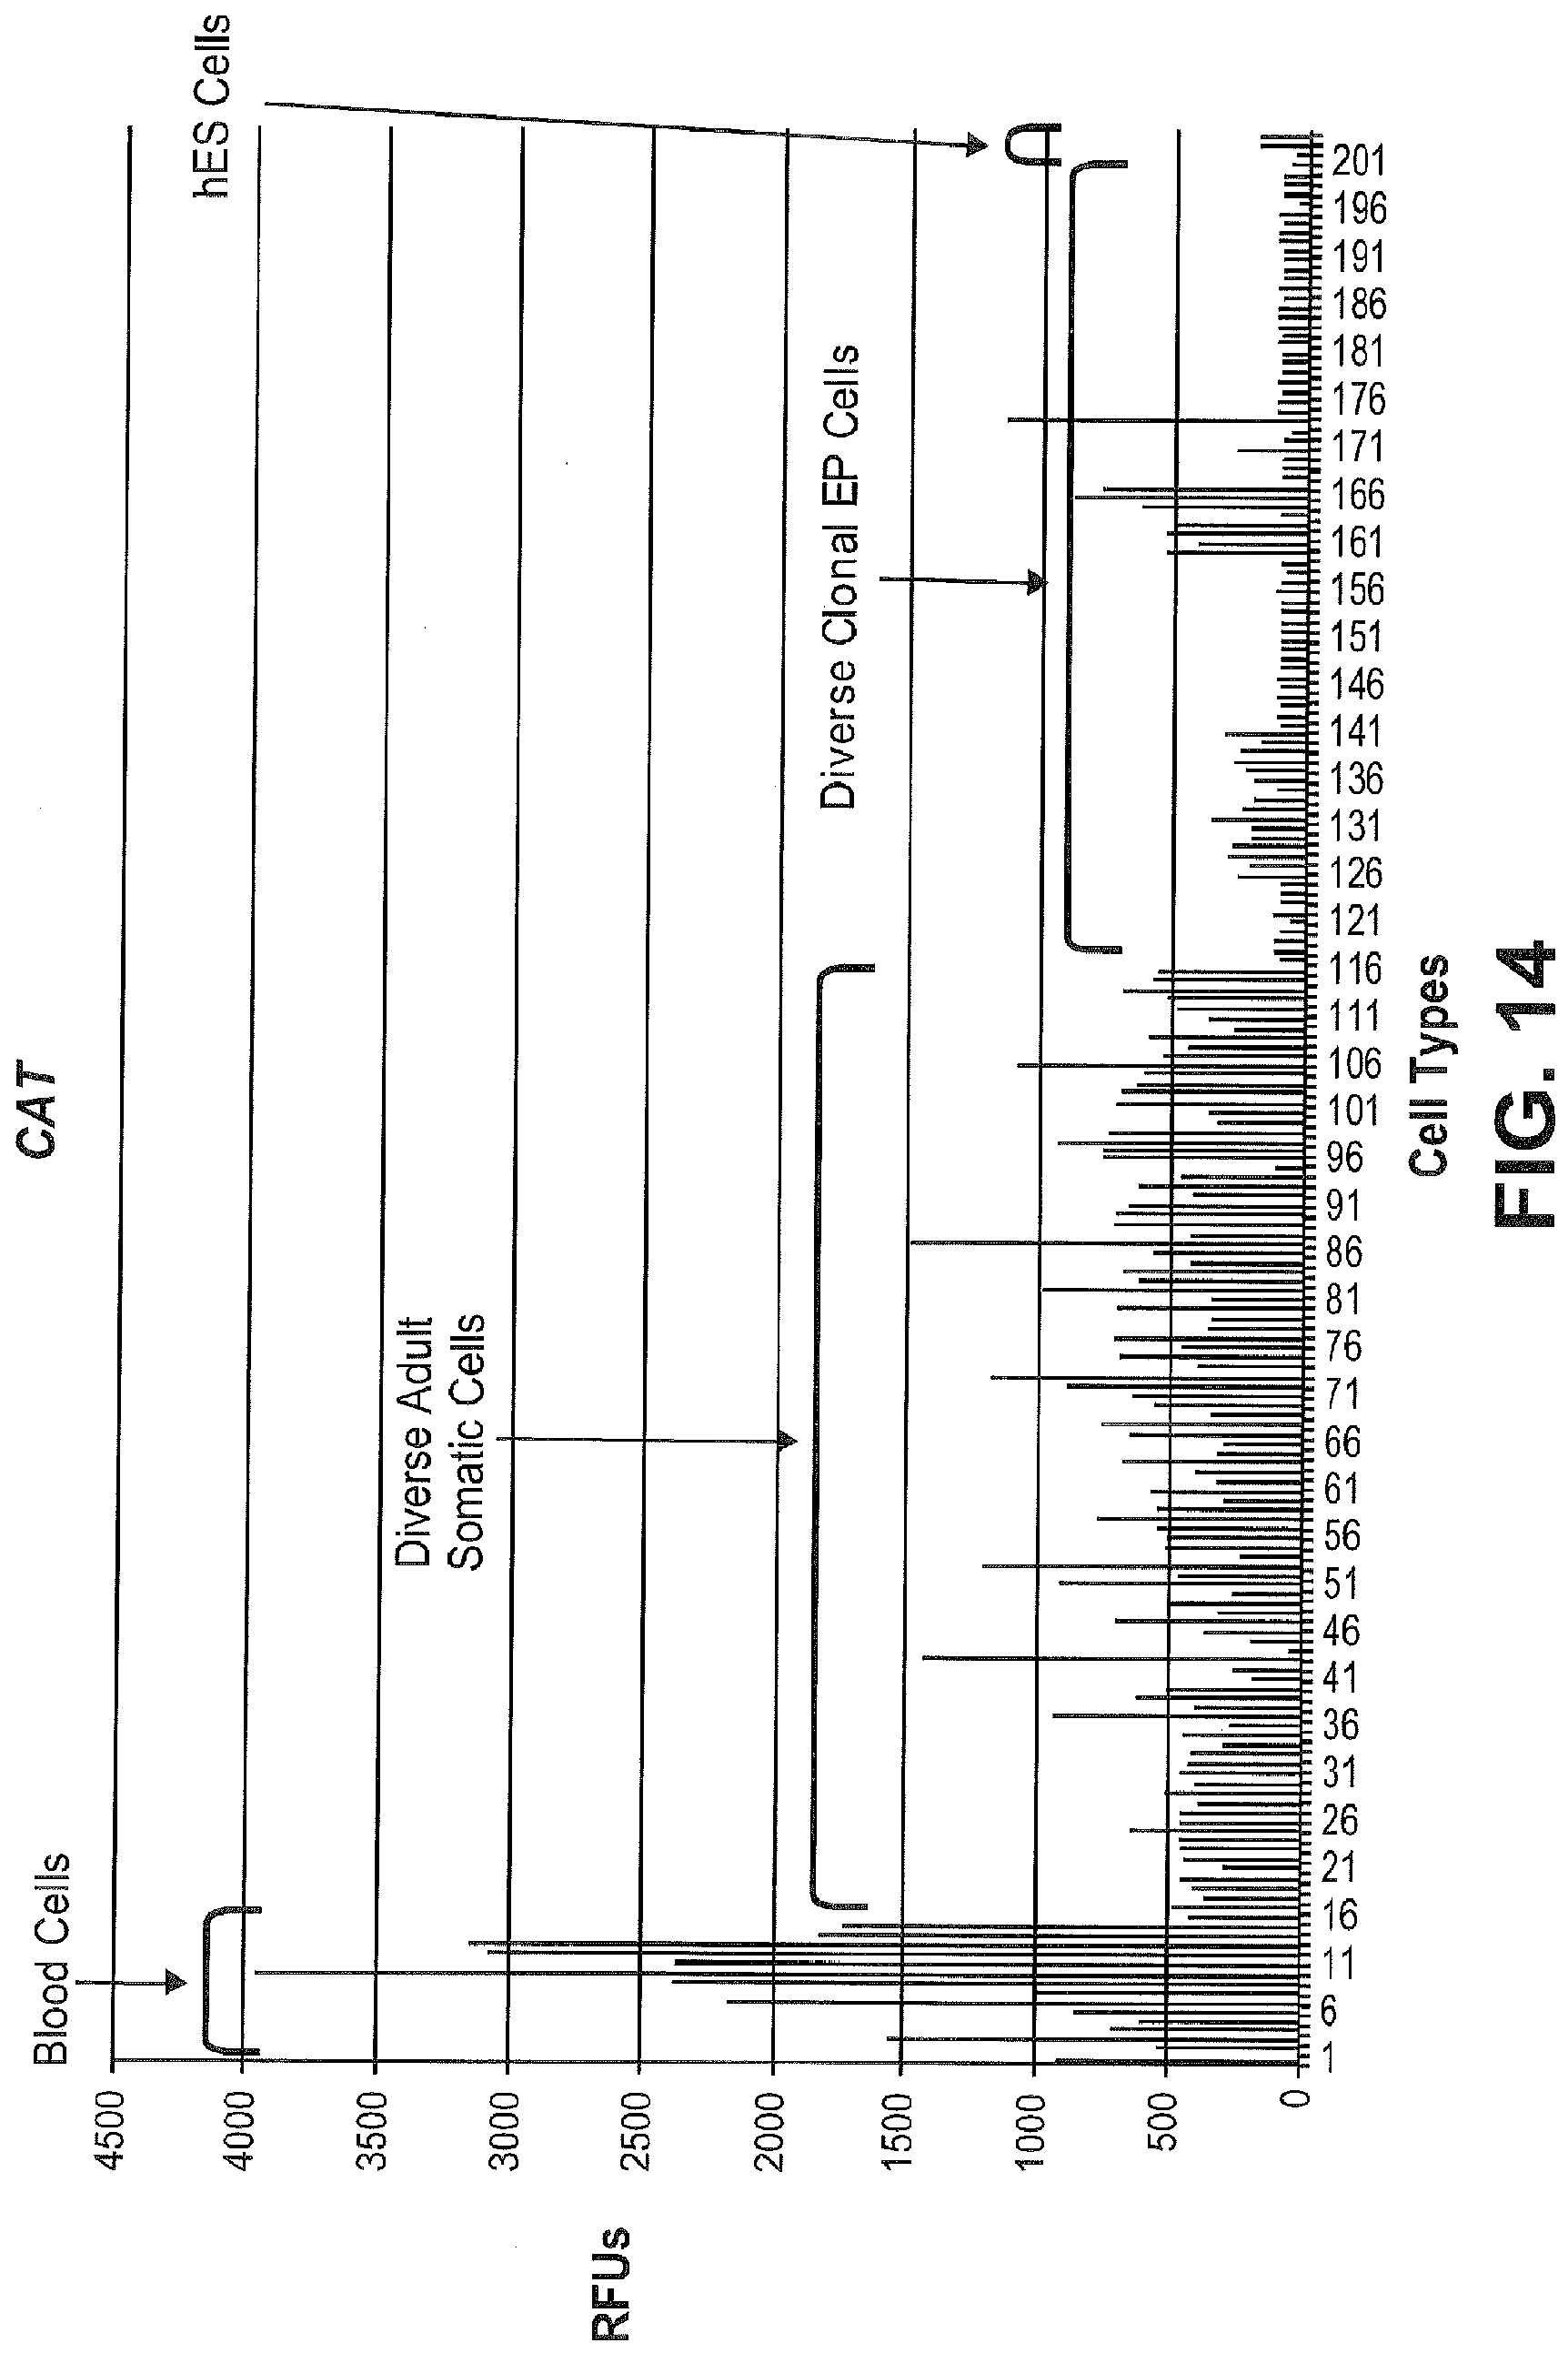 CAT
Blood Cells
hES Cells
Diverse Adult
Somatic Cells
Diverse Clonal EP Cells
RFUs
4500
4000
3500
3000
2500
2000
1500
1000
500
0
1 6 11 16 21 26 31 36 41 46 51 56 61 66 71 76 81 86 91 96 101 106 111 116 121 126 131 136 141 146 151 156 161 166 171 176 181 186 191 196 201
Cell Types
FIG. 14